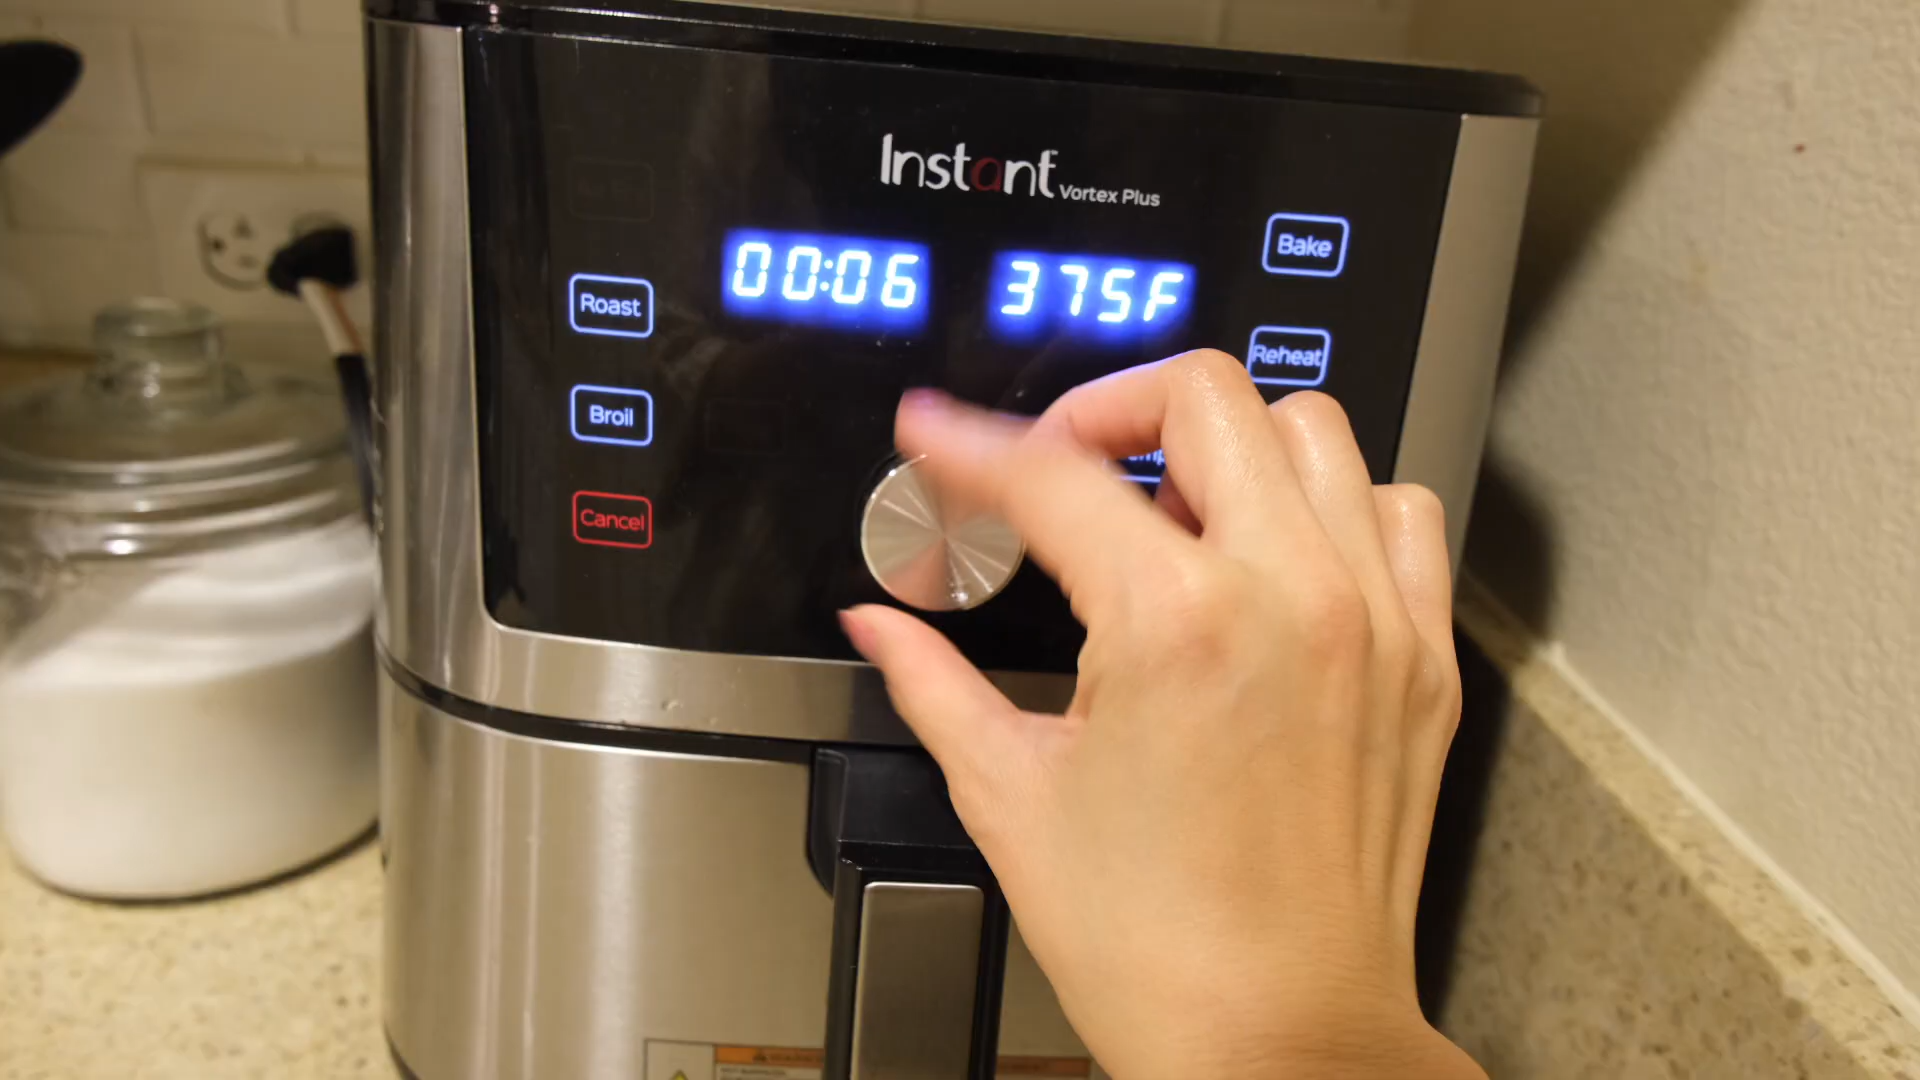 Instant Vortex Plus
00:06 375F
Bake
Roast
Reheat
Broil
Cancel